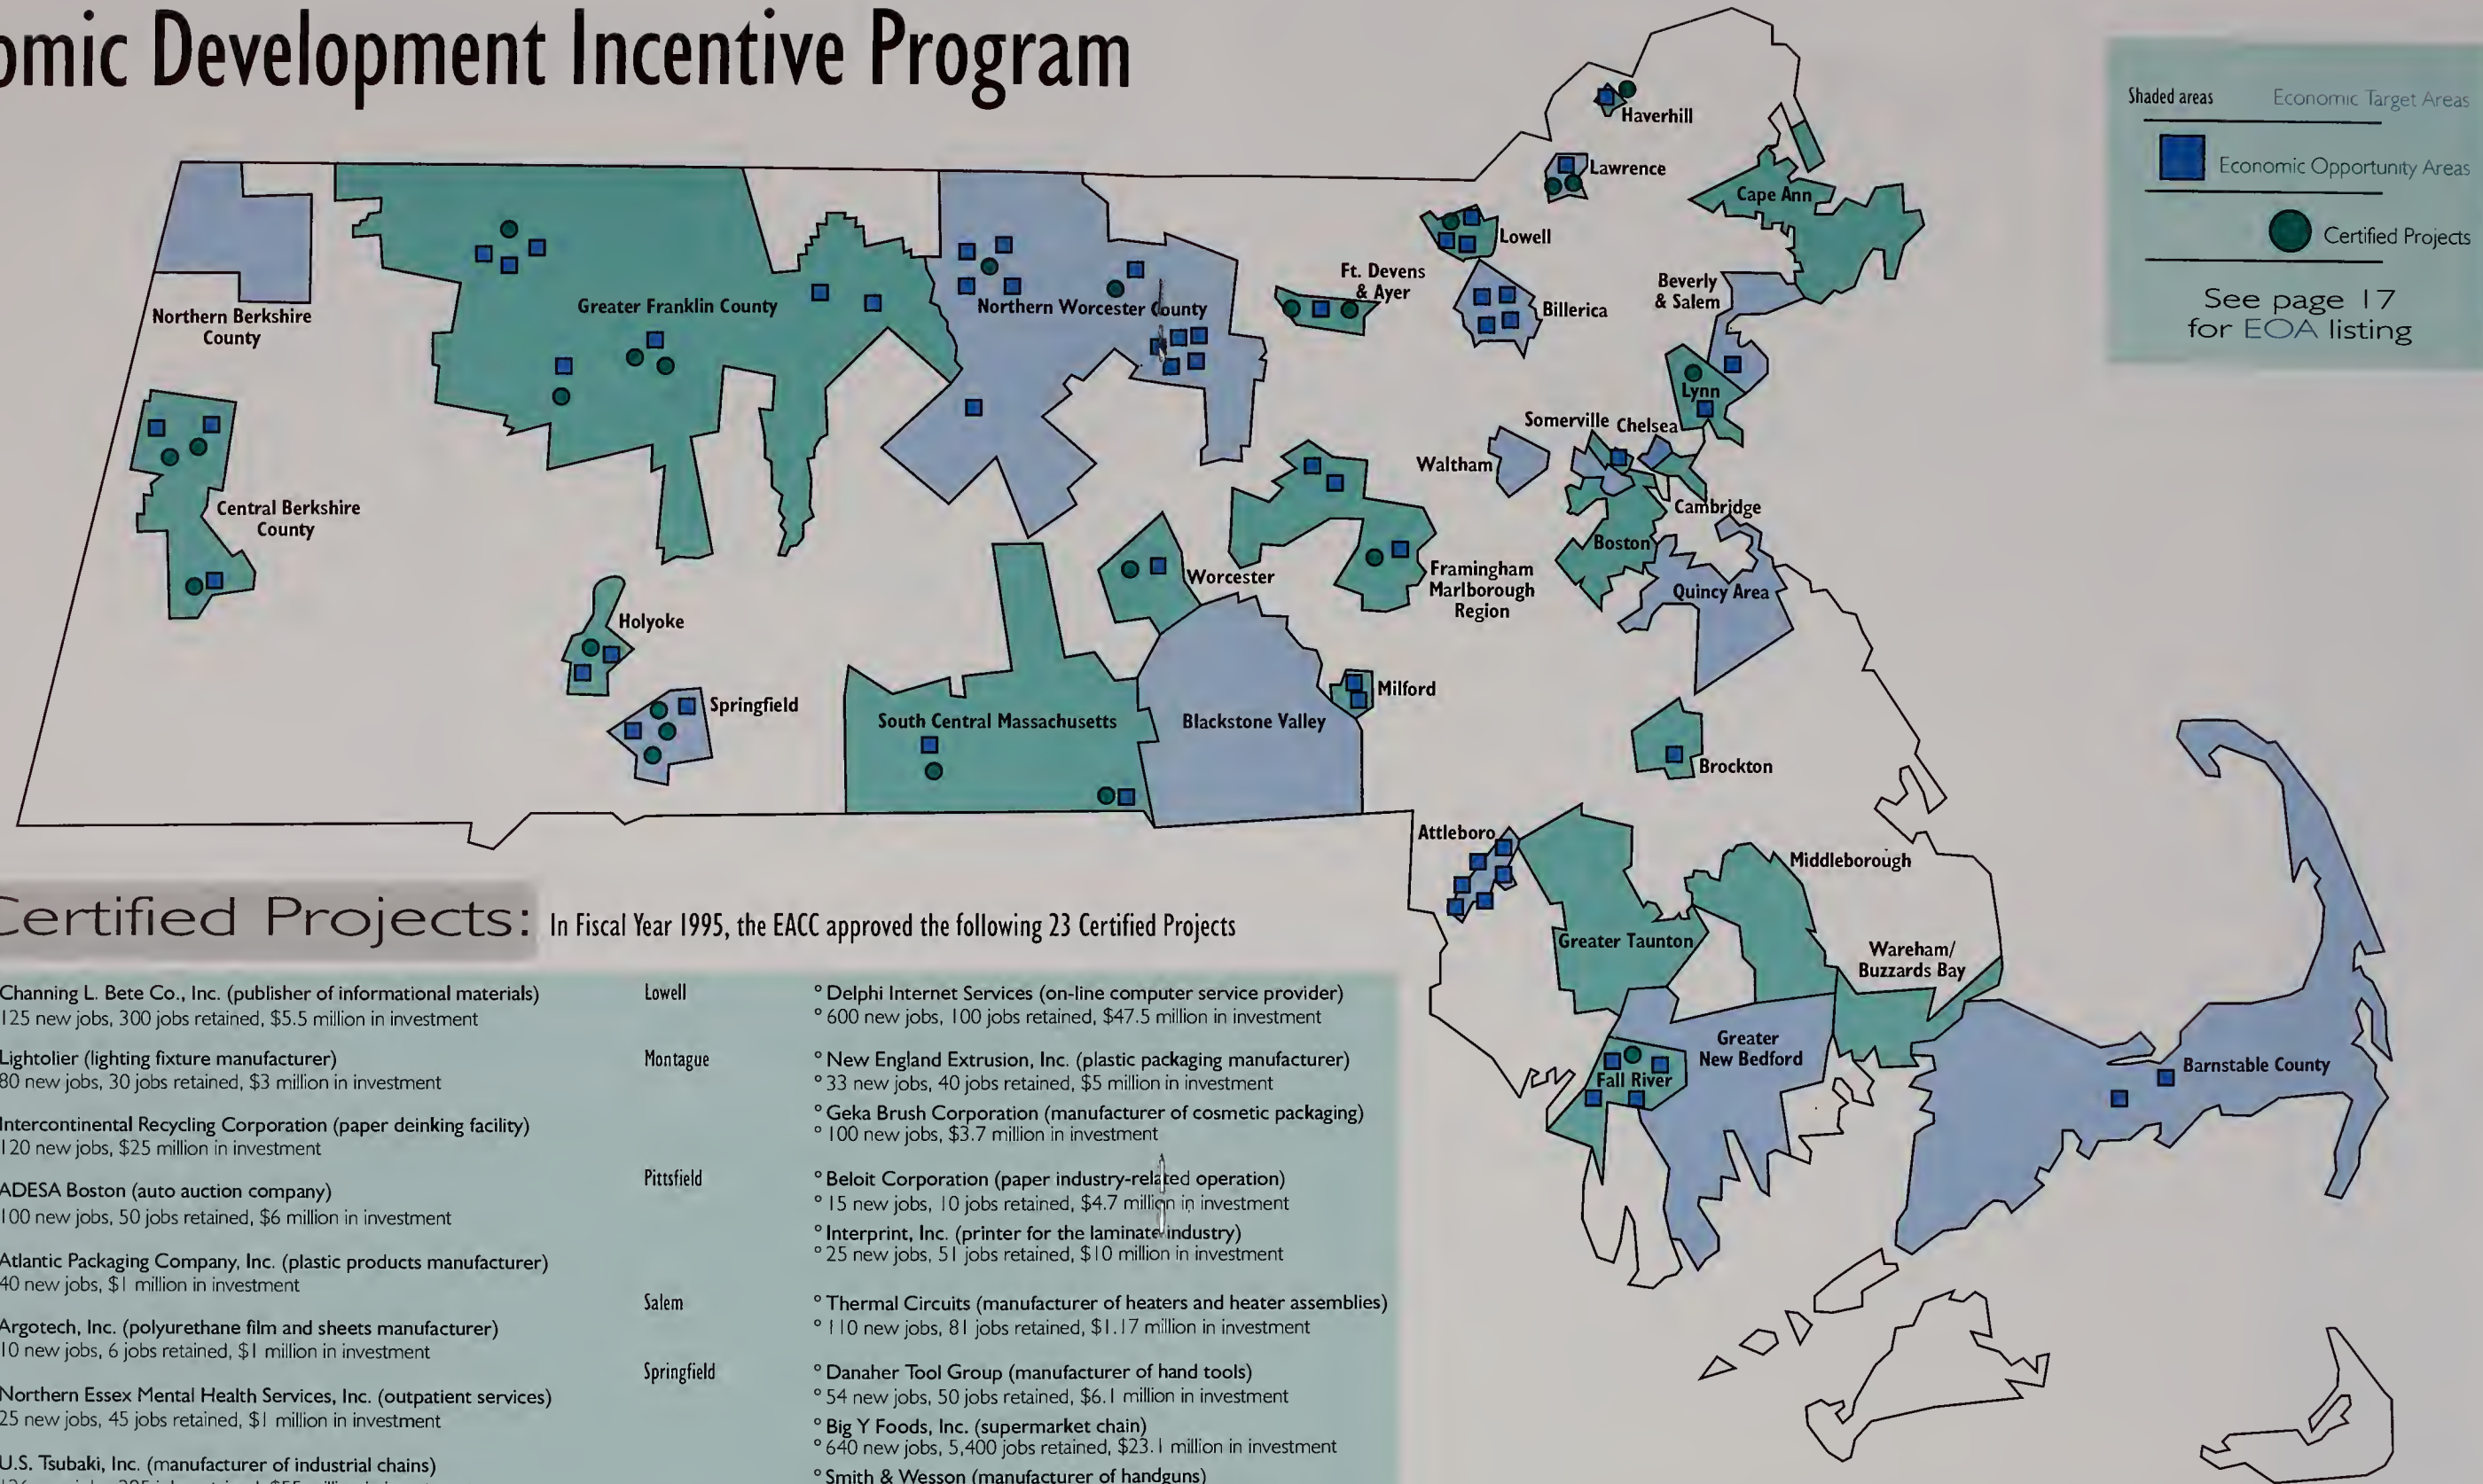 omic Development Incentive Program
Shaded areas Economic Target Areas
Economic Opportunity Areas
Certified Projects
See page 17
for EOA listing
Haverhill
Lawrence
Cape Ann
Lowell
Ft. Devens
& Ayer
Beverly
& Salem
Billerica
Northern Berkshire
County
Greater Franklin County
Northern Worcester County
Lynn
Somerville
Chelsea
Waltham
Central Berkshire
County
Cambridge
Boston
Worcester
Framingham
Marlborough
Region
Quincy Area
Holyoke
Milford
Springfield
South Central Massachusetts
Blackstone Valley
Brockton
Attleboro
Middleborough
Greater Taunton
Wareham/
Buzzards Bay
Greater
New Bedford
Fall River
Barnstable County
Certified Projects: In Fiscal Year 1995, the EACC approved the following 23 Certified Projects
Channing L. Bete Co., Inc. (publisher of informational materials)
125 new jobs, 300 jobs retained, $5.5 million in investment
Lightolier (lighting fixture manufacturer)
80 new jobs, 30 jobs retained, $3 million in investment
Intercontinental Recycling Corporation (paper deinking facility)
120 new jobs, $25 million in investment
ADESA Boston (auto auction company)
100 new jobs, 50 jobs retained, $6 million in investment
Atlantic Packaging Company, Inc. (plastic products manufacturer)
40 new jobs, $1 million in investment
Argotech, Inc. (polyurethane film and sheets manufacturer)
10 new jobs, 6 jobs retained, $1 million in investment
Northern Essex Mental Health Services, Inc. (outpatient services)
25 new jobs, 45 jobs retained, $1 million in investment
U.S. Tsubaki, Inc. (manufacturer of industrial chains)
Lowell
° Delphi Internet Services (on-line computer service provider)
° 600 new jobs, 100 jobs retained, $47.5 million in investment
Montague
° New England Extrusion, Inc. (plastic packaging manufacturer)
° 33 new jobs, 40 jobs retained, $5 million in investment
° Geka Brush Corporation (manufacturer of cosmetic packaging)
° 100 new jobs, $3.7 million in investment
Pittsfield
° Beloit Corporation (paper industry-related operation)
° 15 new jobs, 10 jobs retained, $4.7 million in investment
° Interprint, Inc. (printer for the laminate industry)
° 25 new jobs, 51 jobs retained, $10 million in investment
Salem
° Thermal Circuits (manufacturer of heaters and heater assemblies)
° 110 new jobs, 81 jobs retained, $1.17 million in investment
Springfield
° Danaher Tool Group (manufacturer of hand tools)
° 54 new jobs, 50 jobs retained, $6.1 million in investment
° Big Y Foods, Inc. (supermarket chain)
° 640 new jobs, 5,400 jobs retained, $23.1 million in investment
° Smith & Wesson (manufacturer of handguns)